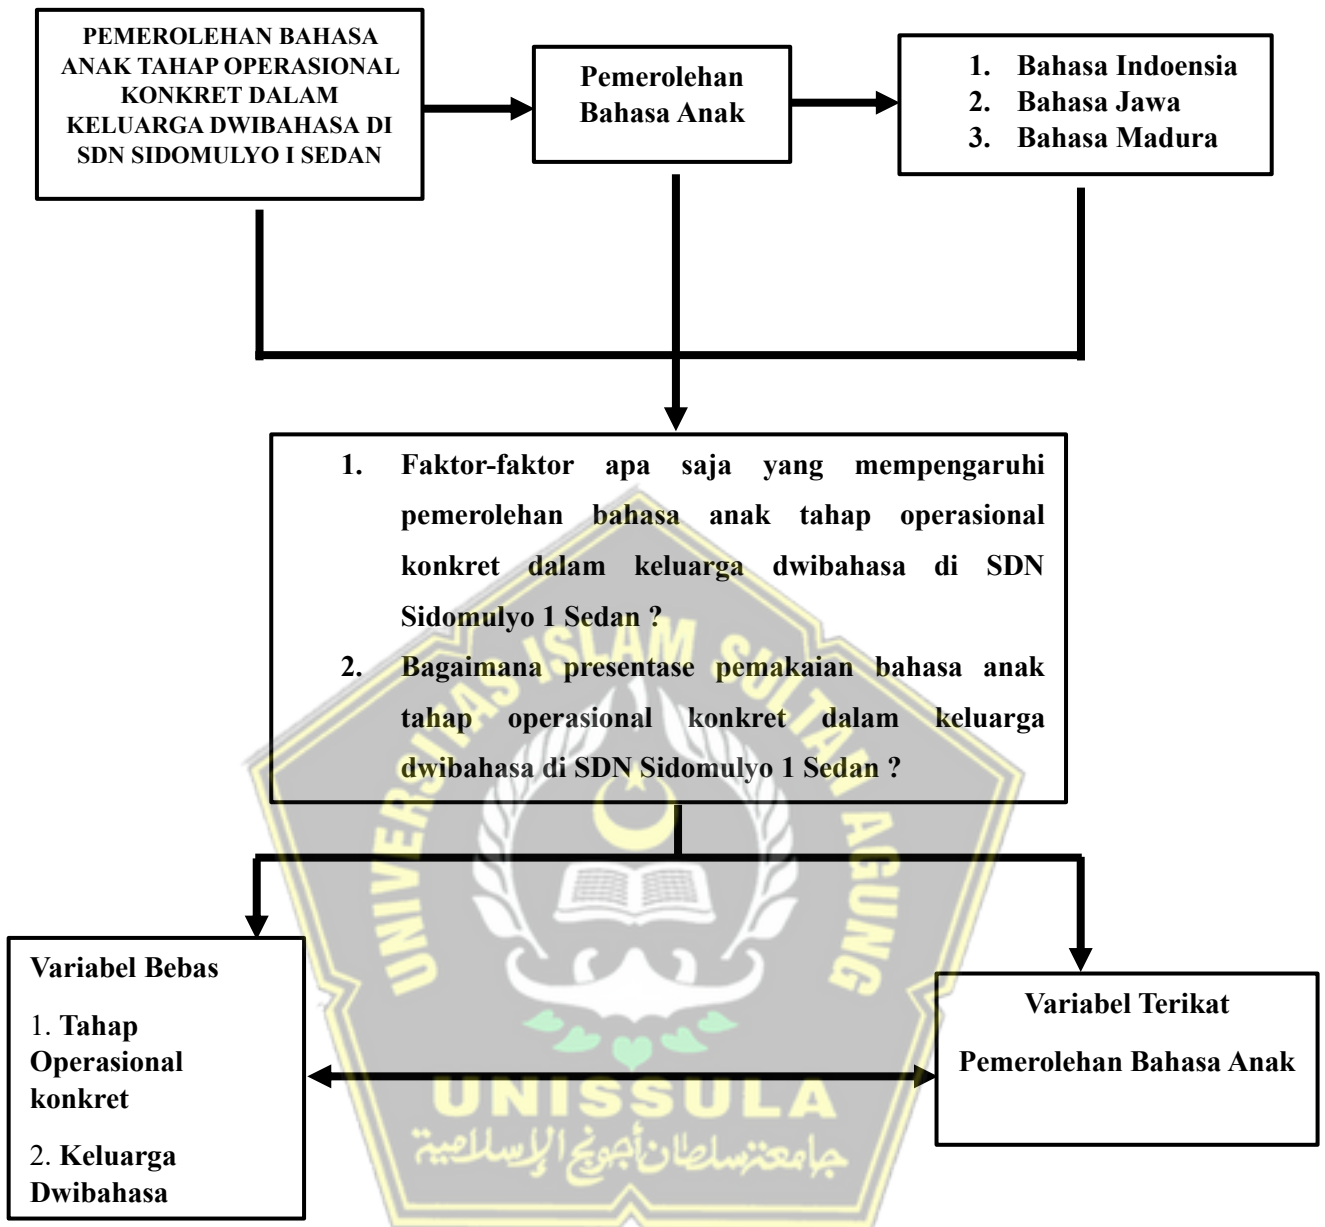 PEMEROLEHAN BAHASA
ANAK TAHAP OPERASIONAL
KONKRET DALAM
KELUARGA DWIBAHASA DI
SDN SIDOMULYO I SEDAN
Pemerolehan
Bahasa Anak
1. Bahasa Indoensia
2. Bahasa Jawa
3. Bahasa Madura
1. Faktor-faktor apa saja yang mempengaruhi
pemerolehan bahasa anak tahap operasional
konkret dalam keluarga dwibahasa di SDN
Sidomulyo 1 Sedan ?
2. Bagaimana presentase pemakaian bahasa anak
tahap operasional konkret dalam keluarga
dwibahasa di SDN Sidomulyo 1 Sedan ?
Variabel Bebas
1. Tahap
Operasional
konkret
2. Keluarga
Dwibahasa
Variabel Terikat
Pemerolehan Bahasa Anak
UNIVERSITAS ISLAM SULTAN AGUNG
UNISSULA
جامعتسلطان أجونج الإسلامية